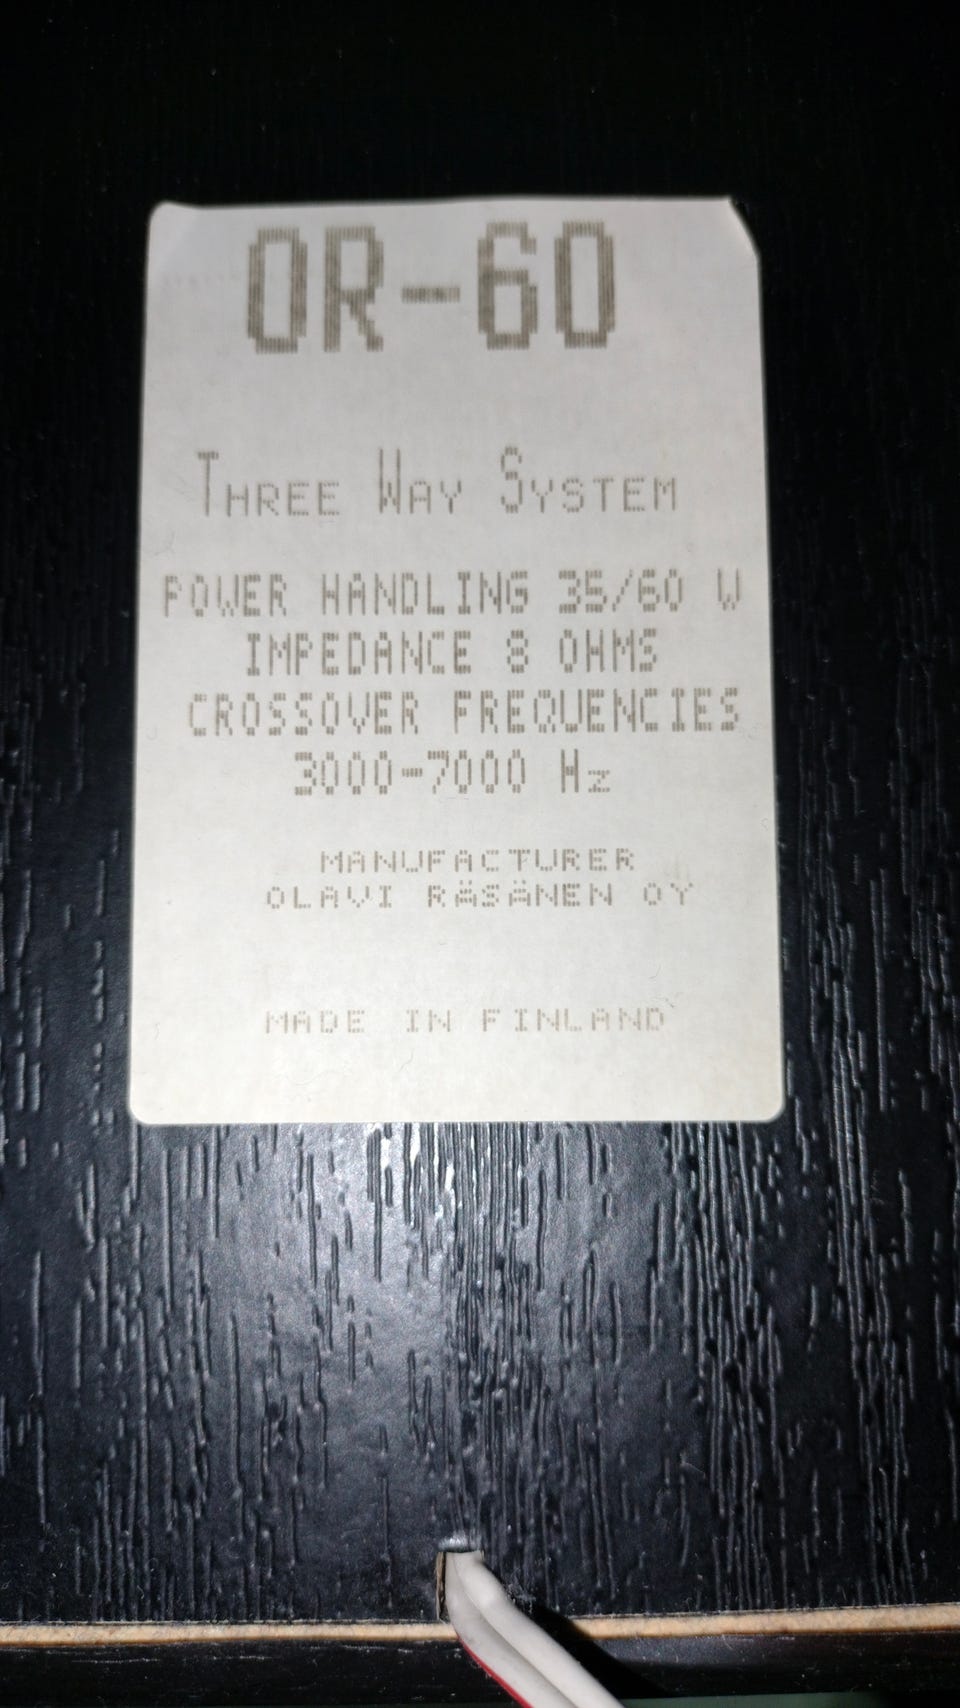 OR-60
THREE WAY SYSTEM
POWER HANDLING 35/60 W
IMPEDANCE 8 OHMS
CROSSOVER FREQUENCIES
3000-7000 Hz
MANUFACTURER
OLAVI RÄSÄNEN OY
MADE IN FINLAND